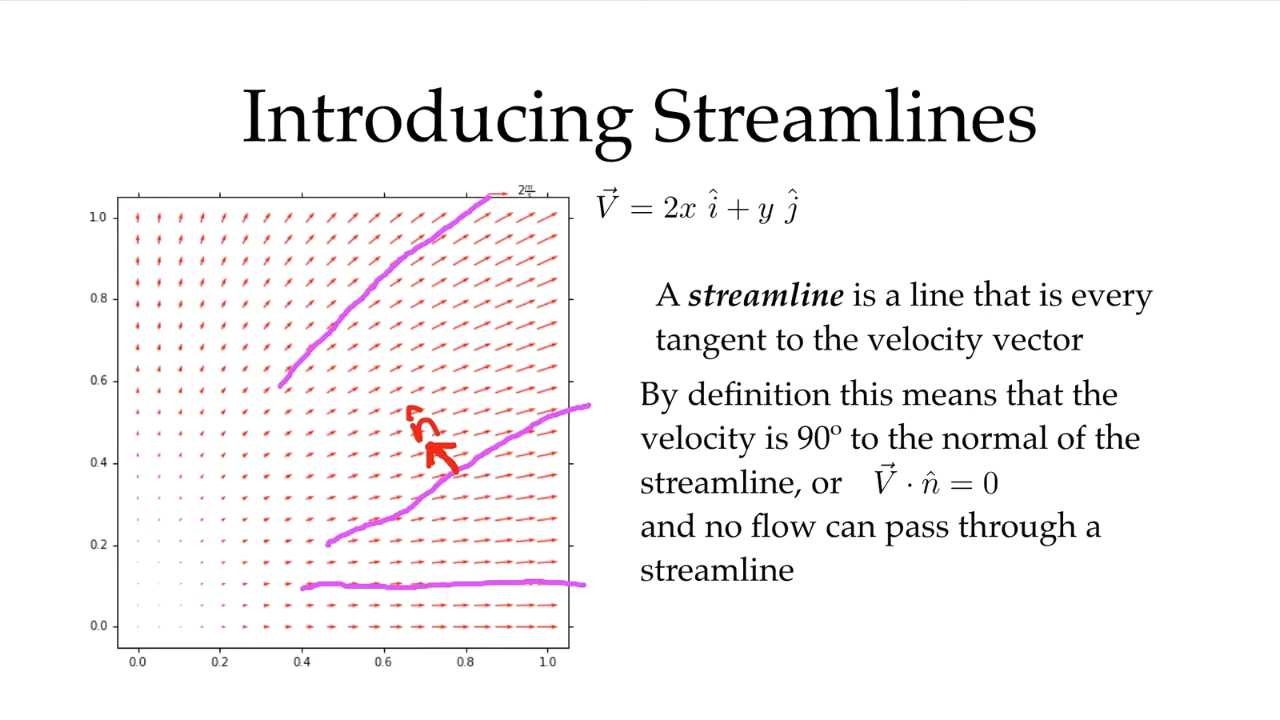 Introducing Streamlines
2 m/s
V⃗ = 2x î + y ĵ
1.0
0.8
0.6
0.4
0.2
0.0
0.0 0.2 0.4 0.6 0.8 1.0
n̂
A streamline is a line that is every
tangent to the velocity vector
By definition this means that the
velocity is 90º to the normal of the
streamline, or V⃗ · n̂ = 0
and no flow can pass through a
streamline